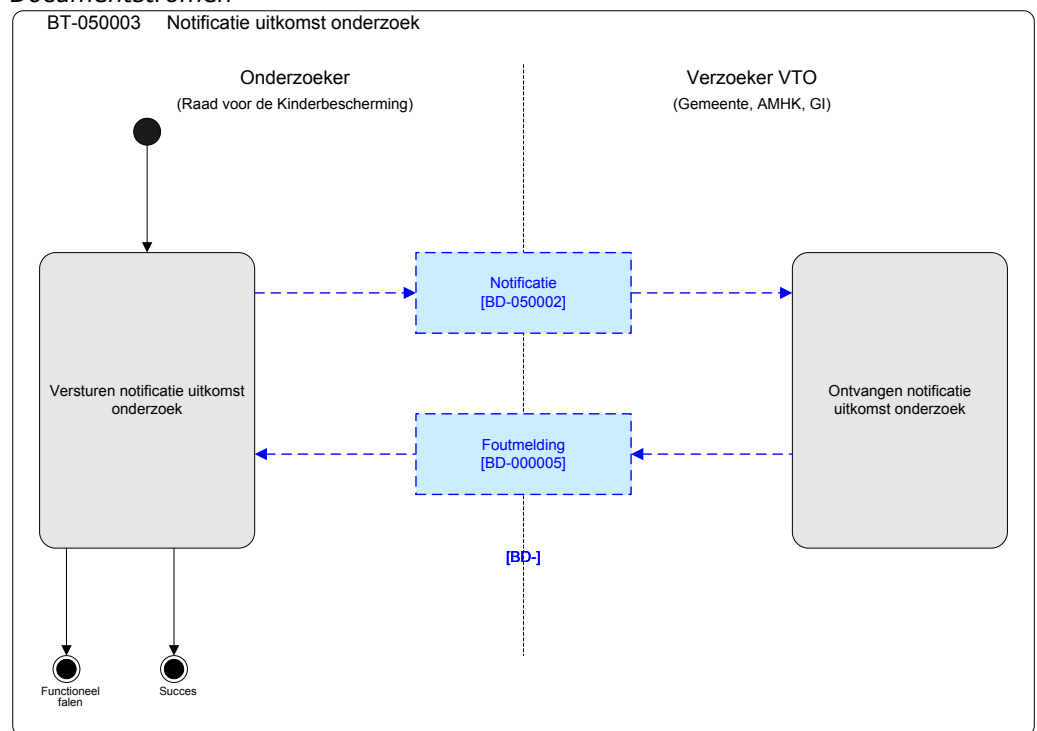 Documentstromen
BT-050003 Notificatie uitkomst onderzoek
Onderzoeker
(Raad voor de Kinderbescherming)
Verzoeker VTO
(Gemeente, AMHK, GI)
Notificatie
[BD-050002]
Versturen notificatie uitkomst
onderzoek
Ontvangen notificatie
uitkomst onderzoek
Foutmelding
[BD-000005]
[BD-]
Functioneel
falen
Succes